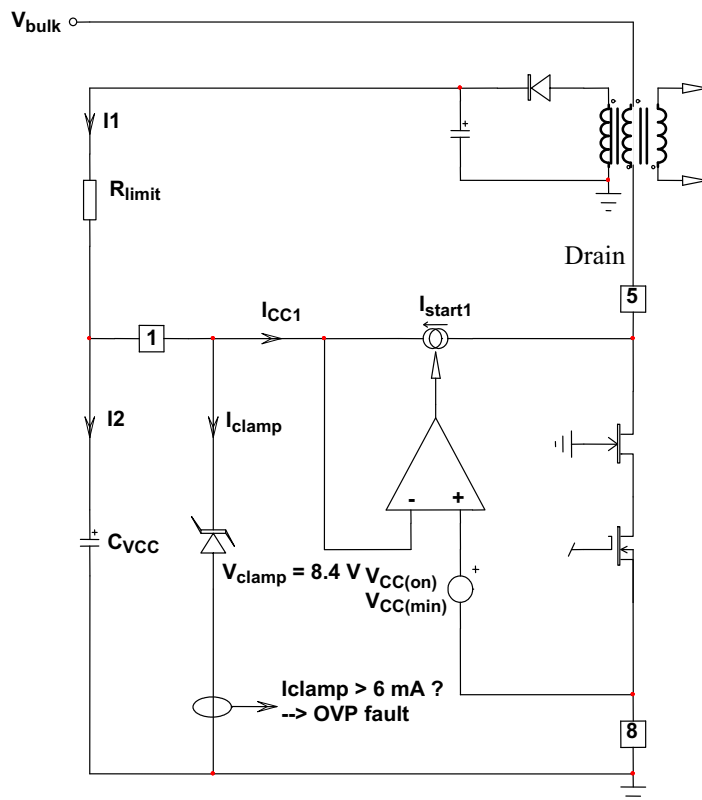 Vbulk
I1
Rlimit
Drain
5
1
ICC1
Istart1
I2
Iclamp
- +
CVCC
+
Vclamp = 8.4 V
VCC(on)
VCC(min)
+
Iclamp > 6 mA ?
--> OVP fault
8
+